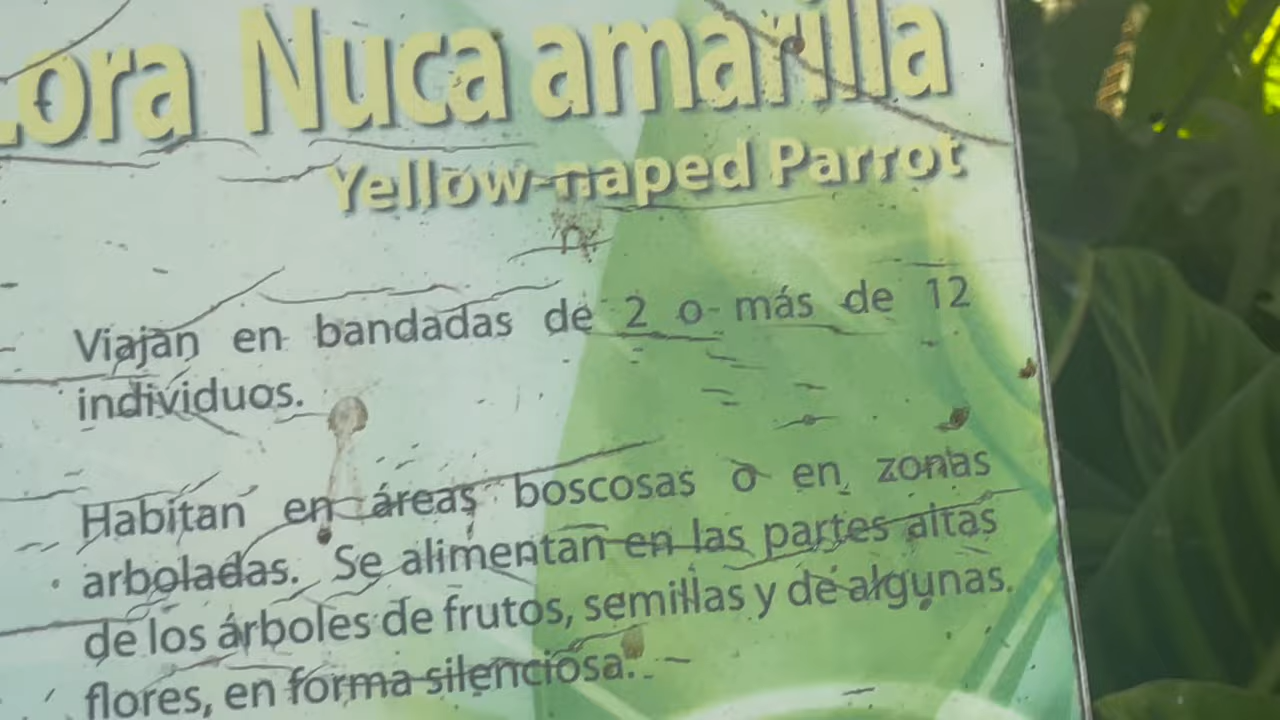 Lora Nuca amarilla
Yellow-naped Parrot
Viajan en bandadas de 2 o más de 12
individuos.
Habitan en áreas boscosas o en zonas
arboladas. Se alimentan en las partes altas
de los árboles de frutos, semillas y de algunas.
flores, en forma silenciosa.